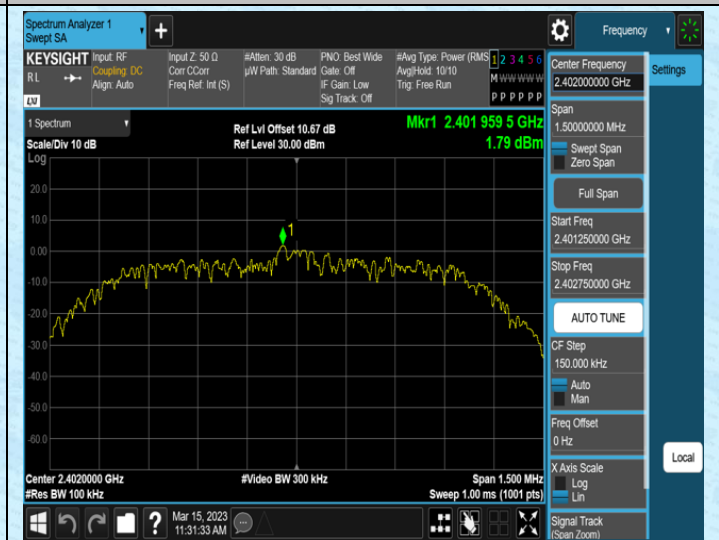 Spectrum Analyzer 1
Swept SA
Frequency
KEYSIGHT
RL
Input: RF
Coupling: DC
Align: Auto
Input Z: 50 Ω
Corr CCorr
Freq Ref: Int (S)
#Atten: 30 dB
µW Path: Standard
PNO: Best Wide
Gate: Off
IF Gain: Low
Sig Track: Off
#Avg Type: Power (RMS
Avg|Hold: 10/10
Trig: Free Run
1 2 3 4 5 6
M W W W W W
P P P P P P
LXI
1 Spectrum
Scale/Div 10 dB
Log
Ref Lvl Offset 10.67 dB
Ref Level 30.00 dBm
Mkr1 2.401 959 5 GHz
1.79 dBm
20.0
10.0
0.00
-10.0
-20.0
-30.0
-40.0
-50.0
-60.0
1
Center 2.4020000 GHz
#Res BW 100 kHz
#Video BW 300 kHz
Span 1.500 MHz
Sweep 1.00 ms (1001 pts)
Center Frequency
2.402000000 GHz
Settings
Span
1.50000000 MHz
Swept Span
Zero Span
Full Span
Start Freq
2.401250000 GHz
Stop Freq
2.402750000 GHz
AUTO TUNE
CF Step
150.000 kHz
Auto
Man
Freq Offset
0 Hz
X Axis Scale
Log
Lin
Local
Signal Track
(Span Zoom)
?
Mar 15, 2023
11:31:33 AM